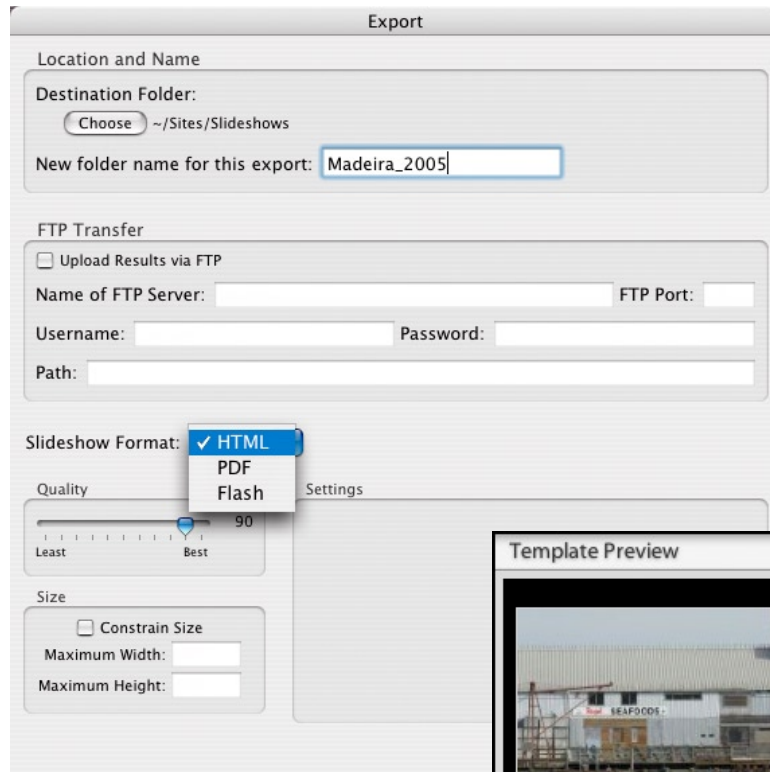 Export
Location and Name
Destination Folder:
Choose ~/Sites/Slideshows
New folder name for this export: Madeira_2005
FTP Transfer
Upload Results via FTP
Name of FTP Server: FTP Port:
Username: Password:
Path:
Slideshow Format: ✓ HTML
PDF
Flash
Quality
90
Least Best
Settings
Size
Constrain Size
Maximum Width:
Maximum Height:
Template Preview
SEAFOODS